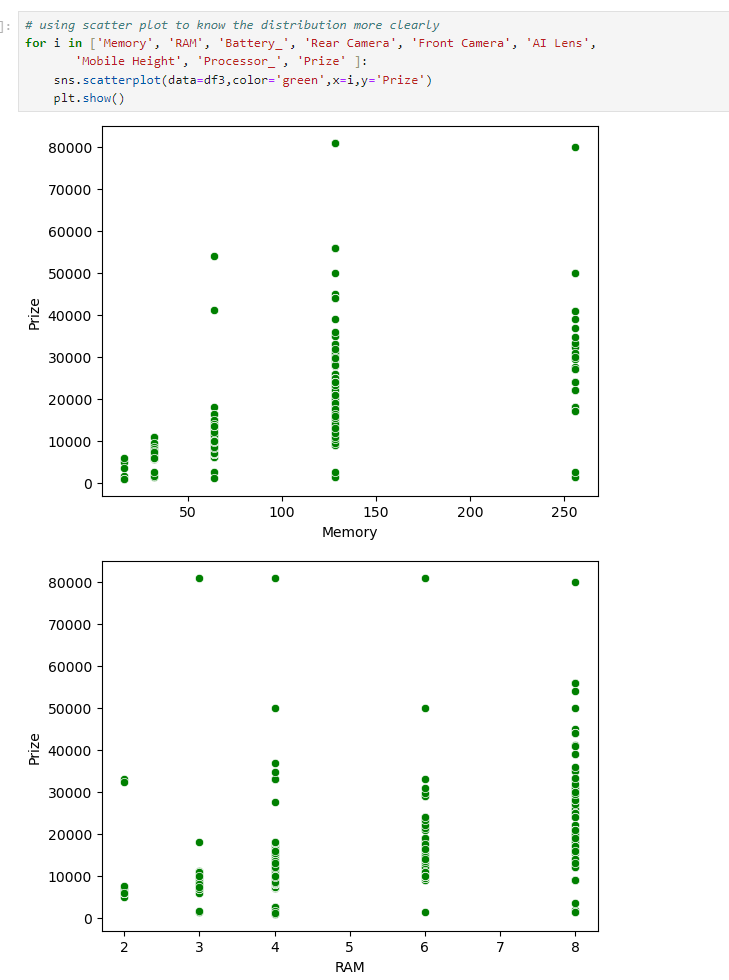 ]:
# using scatter plot to know the distribution more clearly
for i in ['Memory', 'RAM', 'Battery_', 'Rear Camera', 'Front Camera', 'AI Lens',
'Mobile Height', 'Processor_', 'Prize' ]:
sns.scatterplot(data=df3,color='green',x=i,y='Prize')
plt.show()
80000
70000
60000
50000
40000
30000
20000
10000
0
Prize
50 100 150 200 250
Memory
80000
70000
60000
50000
40000
30000
20000
10000
0
Prize
2 3 4 5 6 7 8
RAM